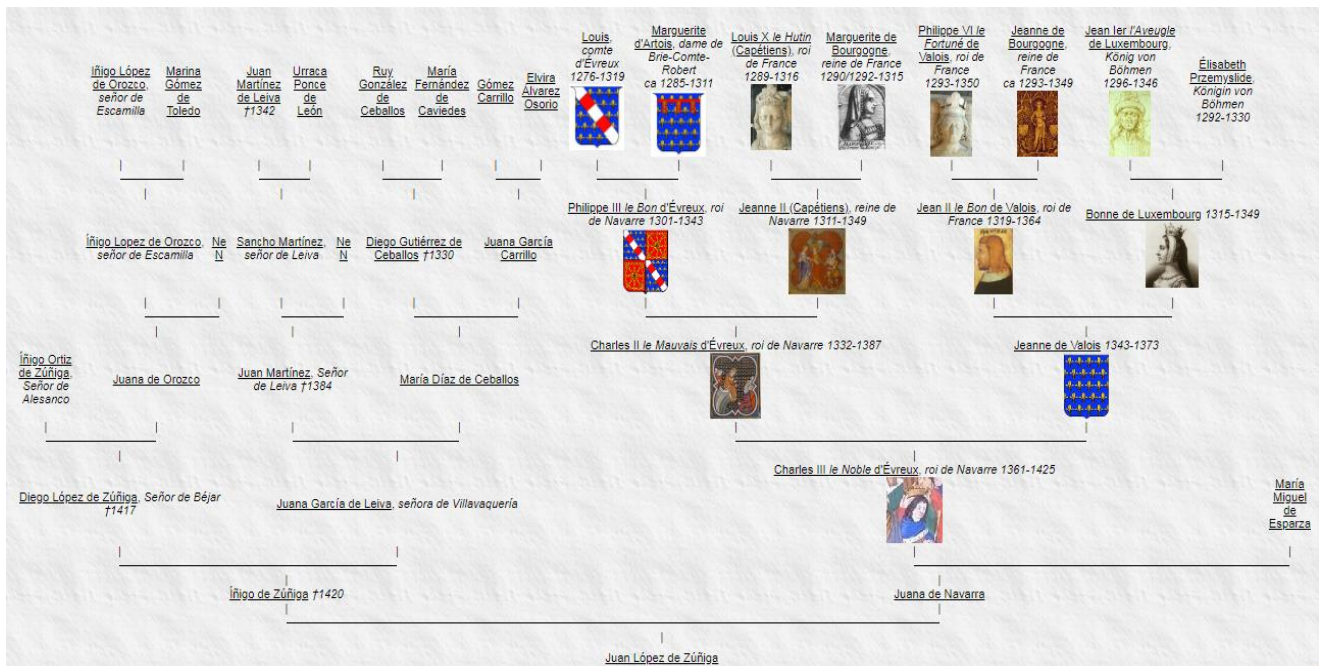 Iñigo López
de Orozco,
señor de
Escamilla
Marina
Gómez
de
Toledo
Juan
Martínez
de Leiva
†1342
Urraca
Ponce
de
León
Ruy
González
de
Ceballos
María
Fernández
de
Caviedes
Gómez
Carrillo
Elvira
Álvarez
Osorio
Louis,
comte
d'Évreux
1276-1319
Marguerite
d'Artois, dame de
Brie-Comte-
Robert
ca 1285-1311
Louis X le Hutin
(Capétiens), roi
de France
1289-1316
Marguerite de
Bourgogne,
reine de France
1290/1292-1315
Philippe VI le
Fortuné de
Valois, roi de
France
1293-1350
Jeanne de
Bourgogne,
reine de
France
ca 1293-1349
Jean Ier l'Aveugle
de Luxembourg,
König von
Böhmen
1296-1346
Élisabeth
Przemyslide,
Königin von
Böhmen
1292-1330
Íñigo Lopez de Orozco,
señor de Escamilla
Ne
N
Sancho Martínez,
señor de Leiva
Ne
N
Diego Gutiérrez de
Ceballos †1330
Juana García
Carrillo
Philippe III le Bon d'Évreux, roi
de Navarre 1301-1343
Jeanne II (Capétiens), reine de
Navarre 1311-1349
Jean II le Bon de Valois, roi de
France 1319-1364
Bonne de Luxembourg 1315-1349
Íñigo Ortiz
de Zúñiga,
Señor de
Alesanco
Juana de Orozco
Juan Martínez, Señor
de Leiva †1384
María Díaz de Ceballos
Charles II le Mauvais d'Évreux, roi de Navarre 1332-1387
Jeanne de Valois 1343-1373
Diego López de Zúñiga, Señor de Béjar
†1417
Juana García de Leiva, señora de Villavaquería
Charles III le Noble d'Évreux, roi de Navarre 1361-1425
María
Miguel
de
Esparza
Íñigo de Zúñiga †1420
Juana de Navarra
Juan López de Zúñiga